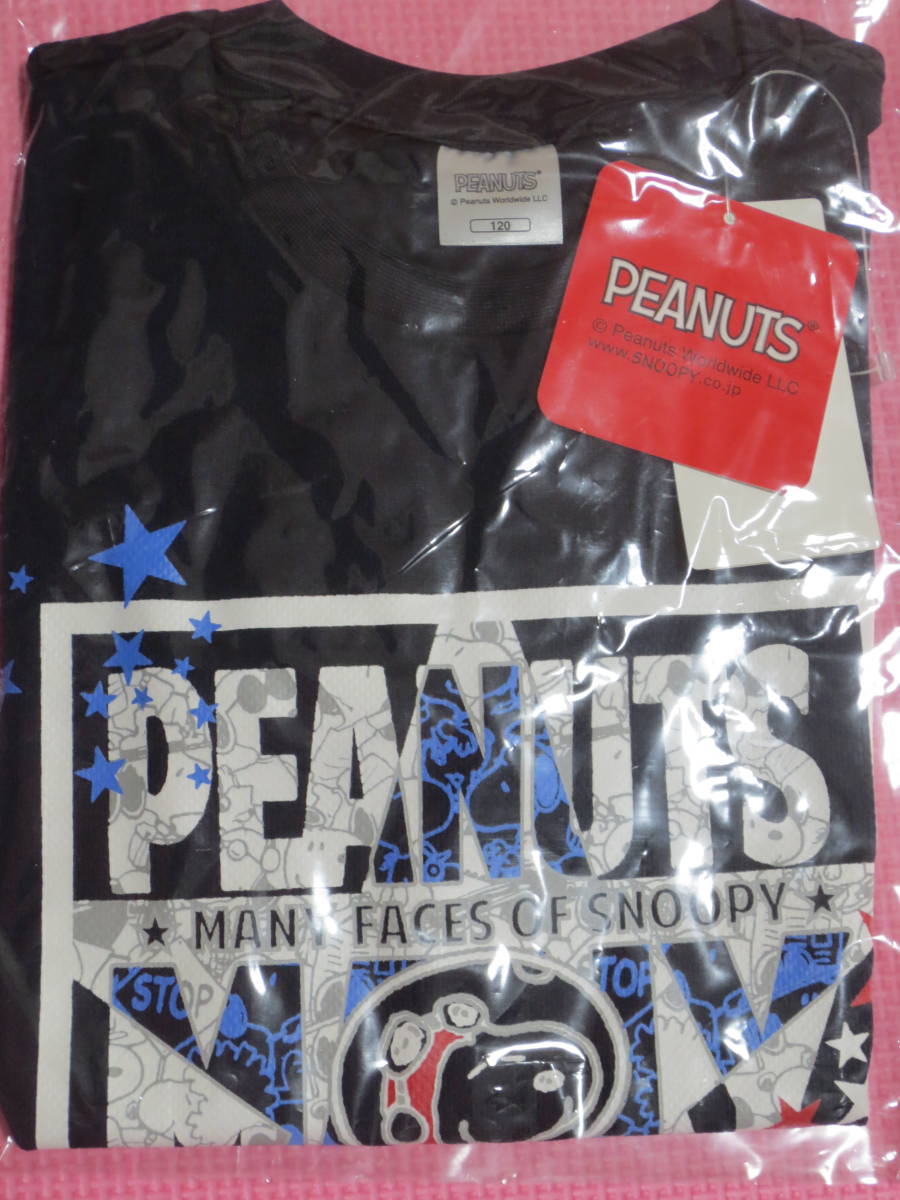 PEANUTS®
© Peanuts Worldwide LLC
120
PEANUTS®
© Peanuts Worldwide LLC
www.SNOOPY.co.jp
PEANUTS
★ MANY FACES OF SNOOPY ★
STOP
STOP